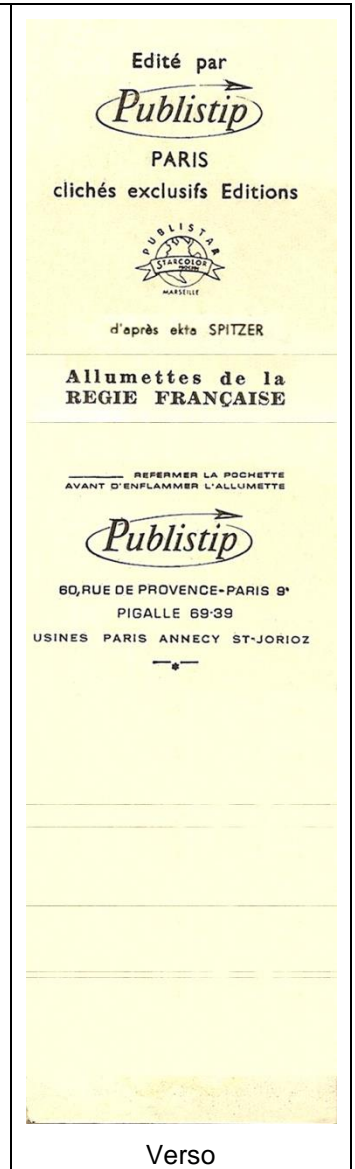 Edité par
Publistip
PARIS
clichés exclusifs Editions
PUBLISTAR
STARCOLOR
MARSEILLE
d'après ekta SPITZER
Allumettes de la
REGIE FRANÇAISE
REFERMER LA POCHETTE
AVANT D'ENFLAMMER L'ALLUMETTE
Publistip
60, RUE DE PROVENCE-PARIS 9e
PIGALLE 69-39
USINES PARIS ANNECY ST-JORIOZ
Verso